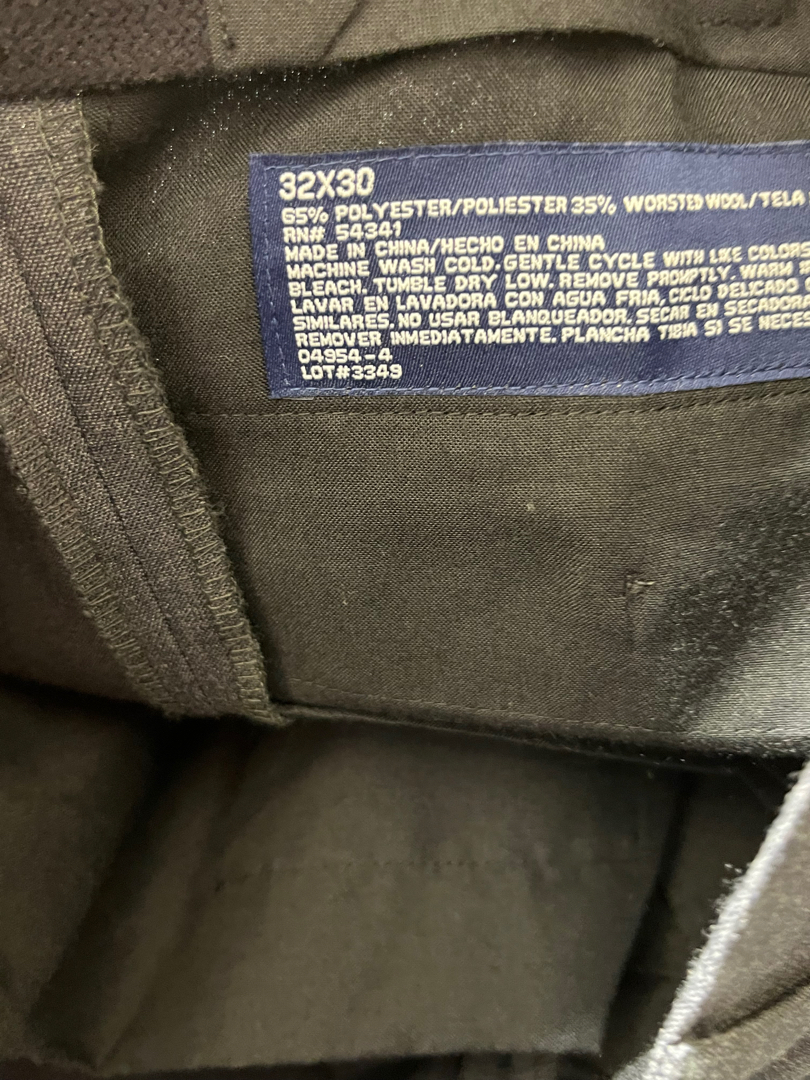 32X30
65% POLYESTER/POLIESTER 35% WORSTED WOOL/TELA
RN# 54341
MADE IN CHINA/HECHO EN CHINA
MACHINE WASH COLD. GENTLE CYCLE WITH LIKE COLORS
BLEACH. TUMBLE DRY LOW. REMOVE PROMPTLY. WARM
LAVAR EN LAVADORA CON AGUA FRIA, CICLO DELICADO
SIMILARES. NO USAR BLANQUEADOR. SECAR EN SECADOR
REMOVER INMEDIATAMENTE. PLANCHA TIBIA SI SE NECES
04954-4
LOT#3349